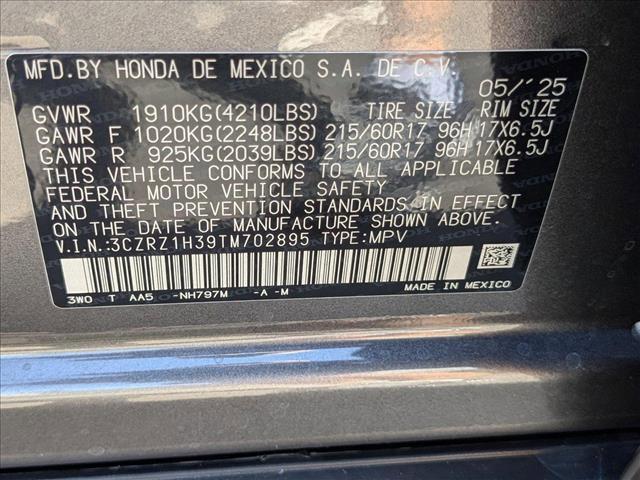 MFD.BY HONDA DE MEXICO S.A. DE C.V. 05/'25
GVWR 1910KG(4210LBS) TIRE SIZE RIM SIZE
GAWR F 1020KG(2248LBS) 215/60R17 96H 17X6.5J
GAWR R 925KG(2039LBS) 215/60R17 96H 17X6.5J
THIS VEHICLE CONFORMS TO ALL APPLICABLE
FEDERAL MOTOR VEHICLE SAFETY
AND THEFT PREVENTION STANDARDS IN EFFECT
ON THE DATE OF MANUFACTURE SHOWN ABOVE.
V.I.N.:3CZRZ1H39TM702895 TYPE:MPV
3W0 T AA5 -NH797M -A -M MADE IN MEXICO